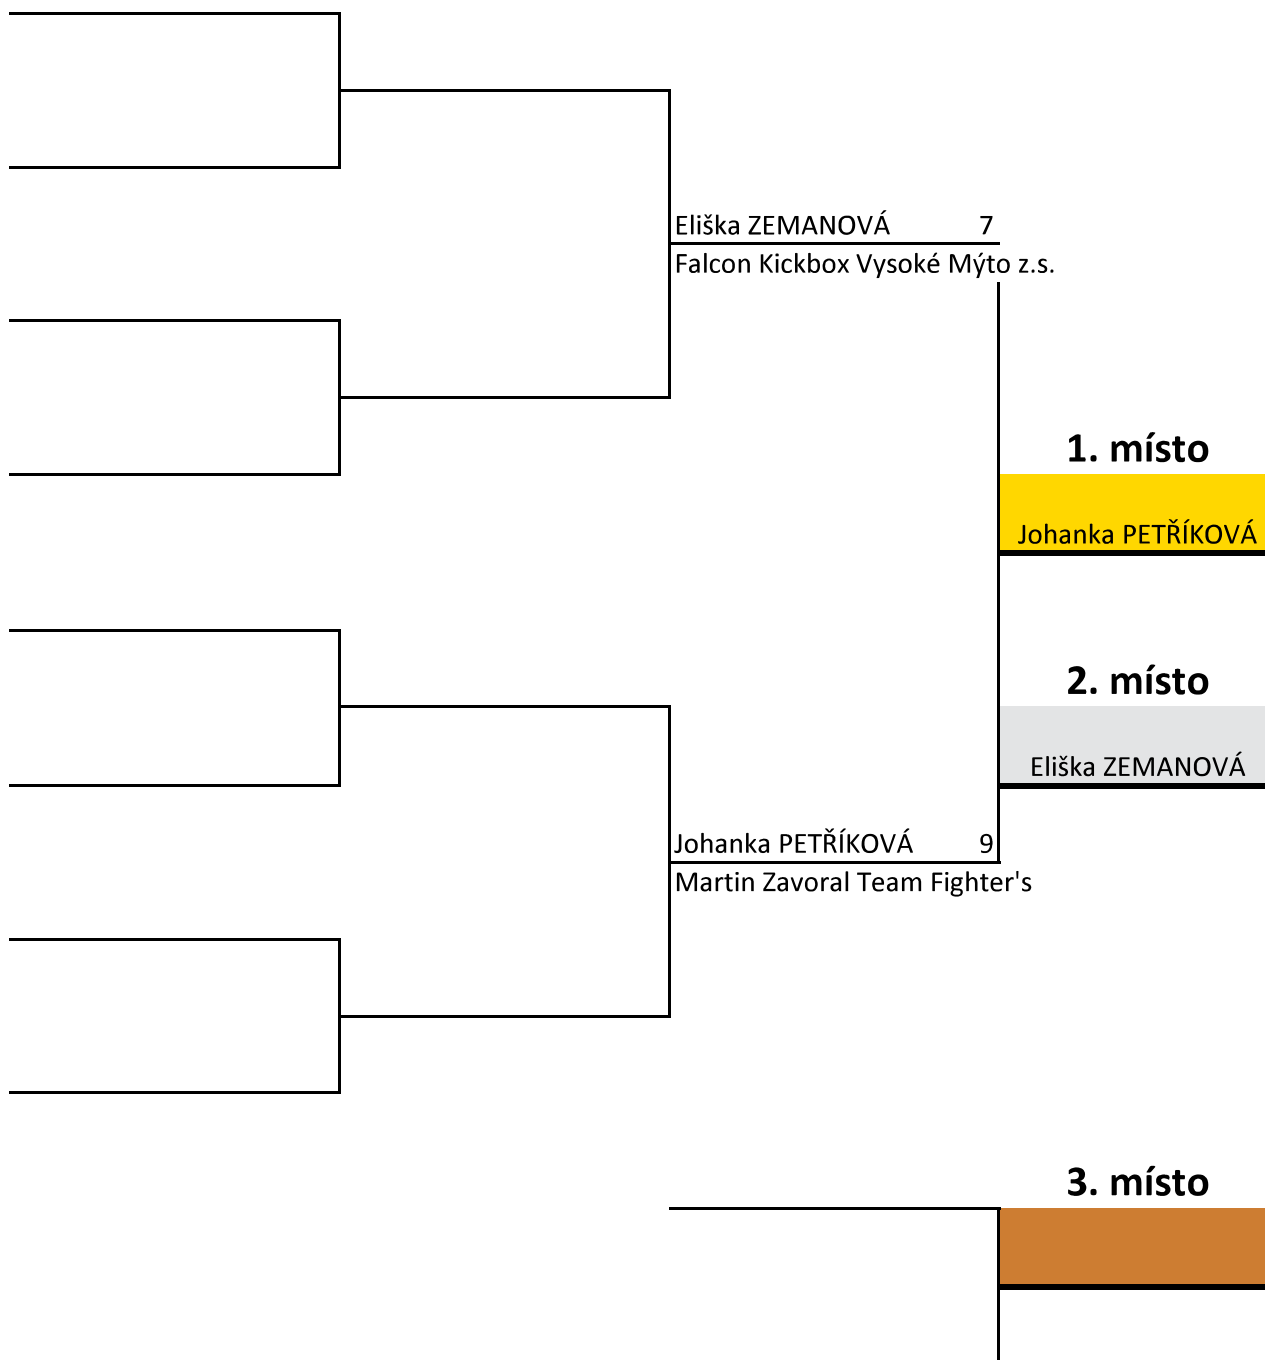 Eliška ZEMANOVÁ 7
Falcon Kickbox Vysoké Mýto z.s.
1. místo
Johanka PETŘÍKOVÁ
2. místo
Eliška ZEMANOVÁ
Johanka PETŘÍKOVÁ 9
Martin Zavoral Team Fighter's
3. místo